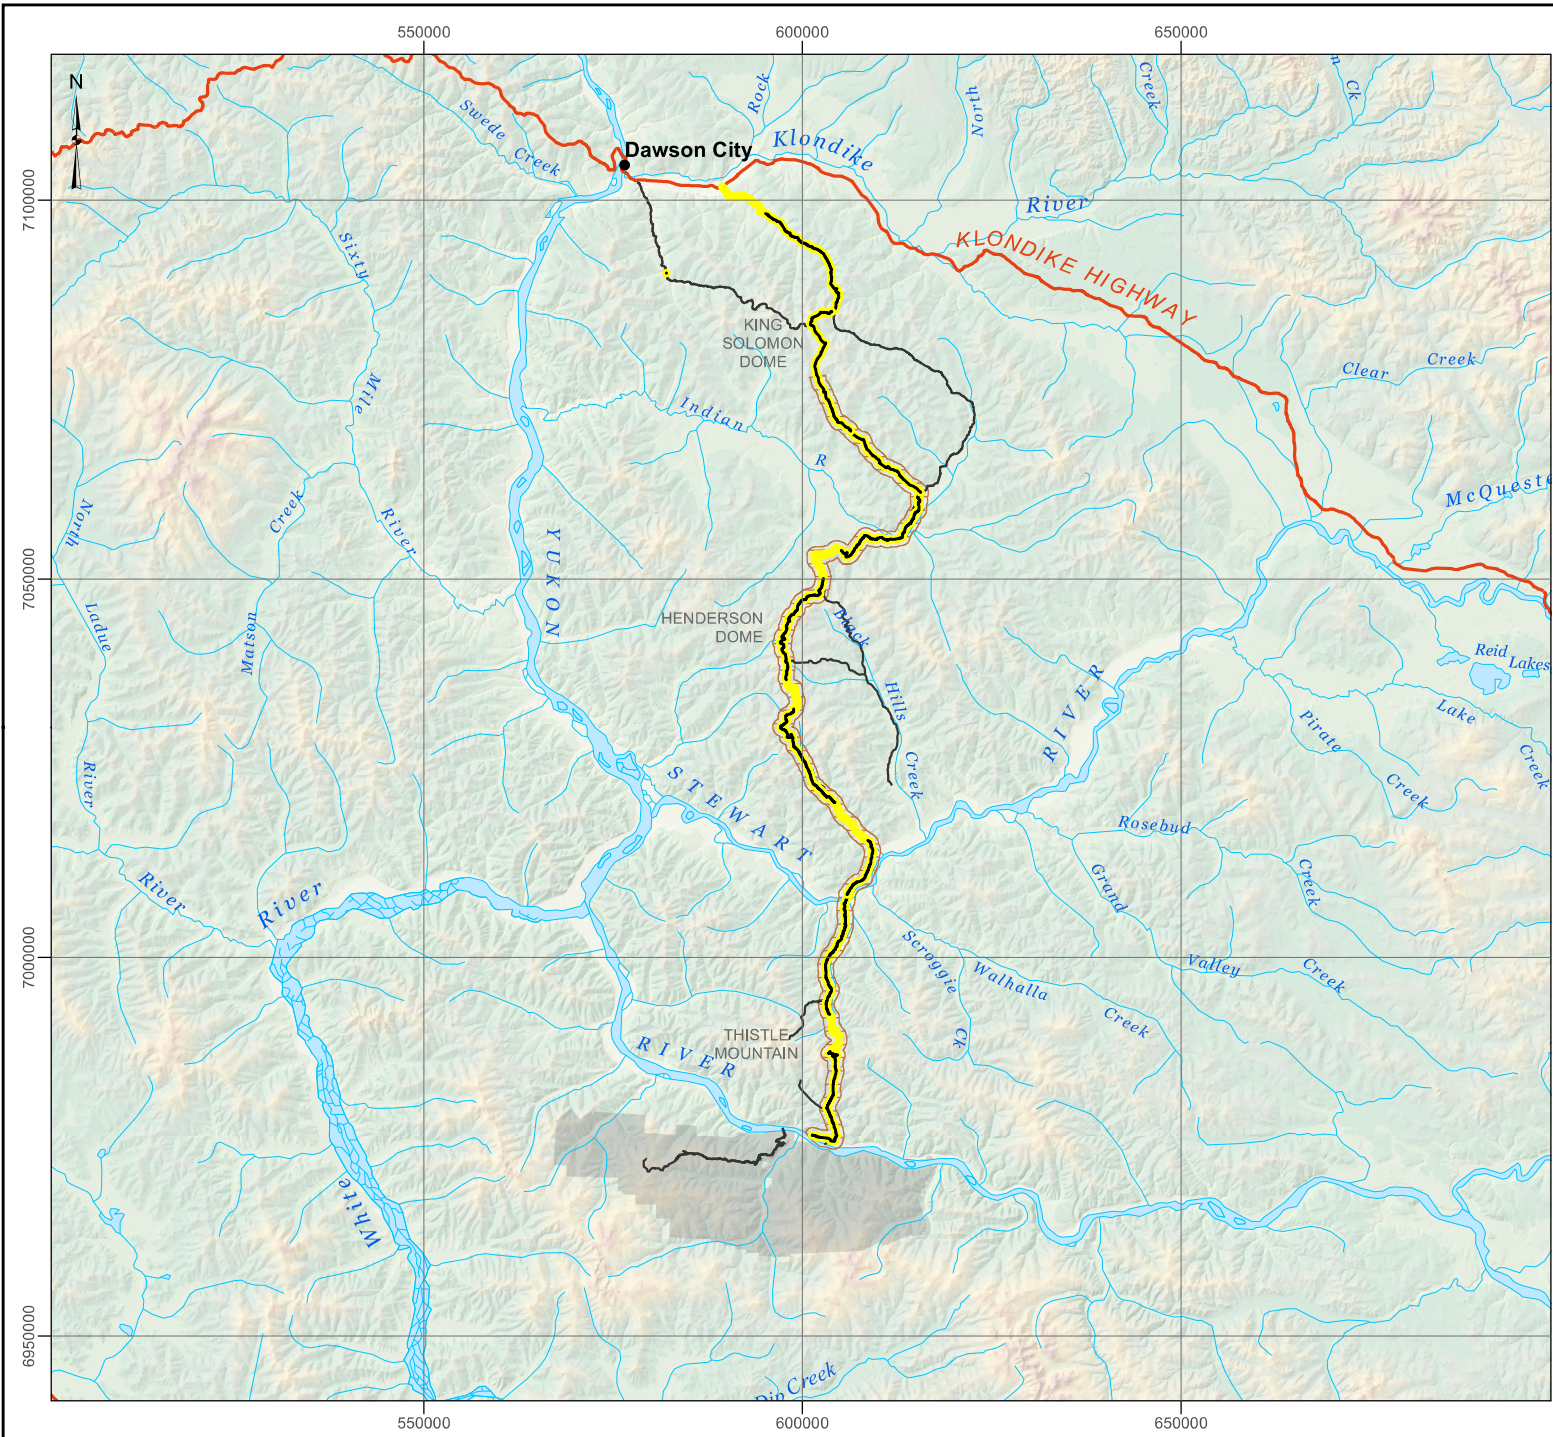 550000
600000
650000
N
n
Ck
Creek
Rock
North
Swede
Creek
Dawson City
Klondike
River
KLONDIKE HIGHWAY
7100000
Sixty
Mile
River
KING
SOLOMON
DOME
Clear
Creek
Indian
R
McQueste
North
Creek
YUKON
7050000
Ladue
Matson
HENDERSON
DOME
Black
Hills
Creek
RIVER
Reid
Lakes
Lake
Creek
Pirate
Creek
River
STEWART
Rosebud
Creek
Grand
Valley
Creek
River
River
7000000
Scroggie
Ck
Walhalla
Creek
THISTLE
MOUNTAIN
RIVER
White
6950000
Dip Creek
550000
600000
650000